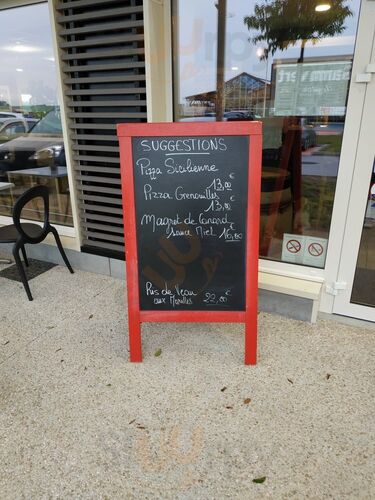 SUGGESTIONS
Pizza Sicilienne
€
13,00
Pizza Grenouilles
€
13,00
Magret de Canard
sauce Miel
€
16,80
Ris de Veau
aux Morilles
€
22,00